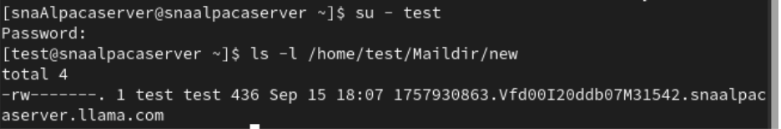 [snaAlpacaserver@snaalpacaserver ~]$ su - test
Password:
[test@snaalpacaserver ~]$ ls -l /home/test/Maildir/new
total 4
-rw-------. 1 test test 436 Sep 15 18:07 1757930863.Vfd00I20ddb07M31542.snaalpac
aserver.llama.com